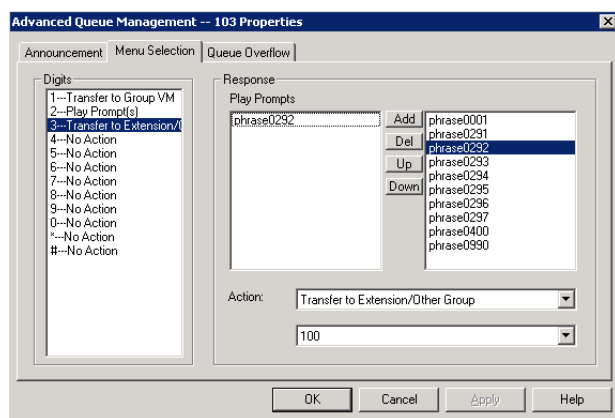 Advanced Queue Management -- 103 Properties
Announcement Menu Selection Queue Overflow
Digits
1---Transfer to Group VM
2---Play Prompt(s)
3---Transfer to Extension/O
4---No Action
5---No Action
6---No Action
7---No Action
8---No Action
9---No Action
0---No Action
*---No Action
#---No Action
Response
Play Prompts
phrase0292
Add
Del
Up
Down
phrase0001
phrase0291
phrase0292
phrase0293
phrase0294
phrase0295
phrase0296
phrase0297
phrase0400
phrase0990
Action:
Transfer to Extension/Other Group
100
OK Cancel Apply Help